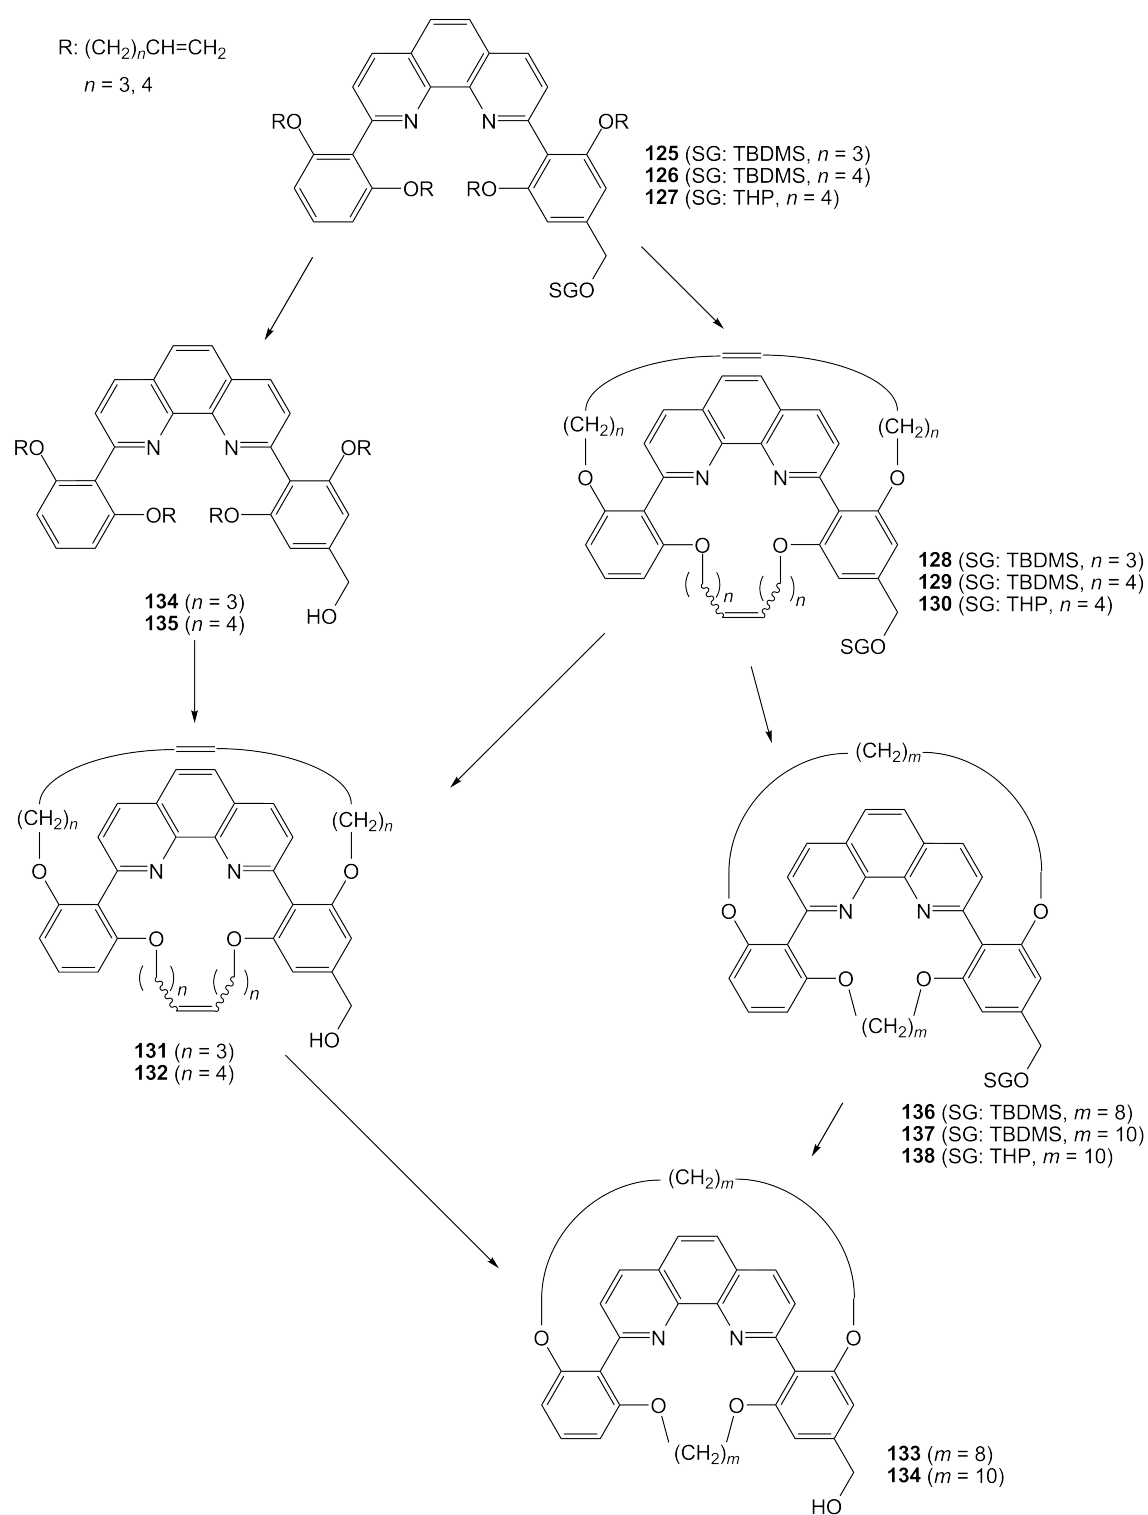 R: (CH2)nCH=CH2
n = 3, 4
RO N N OR
OR RO
125 (SG: TBDMS, n = 3)
126 (SG: TBDMS, n = 4)
127 (SG: THP, n = 4)
SGO
RO N N OR
OR RO
HO
134 (n = 3)
135 (n = 4)
(CH2)n (CH2)n
O N N O
O O
( )n ( )n
SGO
128 (SG: TBDMS, n = 3)
129 (SG: TBDMS, n = 4)
130 (SG: THP, n = 4)
(CH2)n (CH2)n
O N N O
O O
( )n ( )n
HO
131 (n = 3)
132 (n = 4)
(CH2)m
O N N O
O O
(CH2)m
SGO
136 (SG: TBDMS, m = 8)
137 (SG: TBDMS, m = 10)
138 (SG: THP, m = 10)
(CH2)m
O N N O
O O
(CH2)m
HO
133 (m = 8)
134 (m = 10)